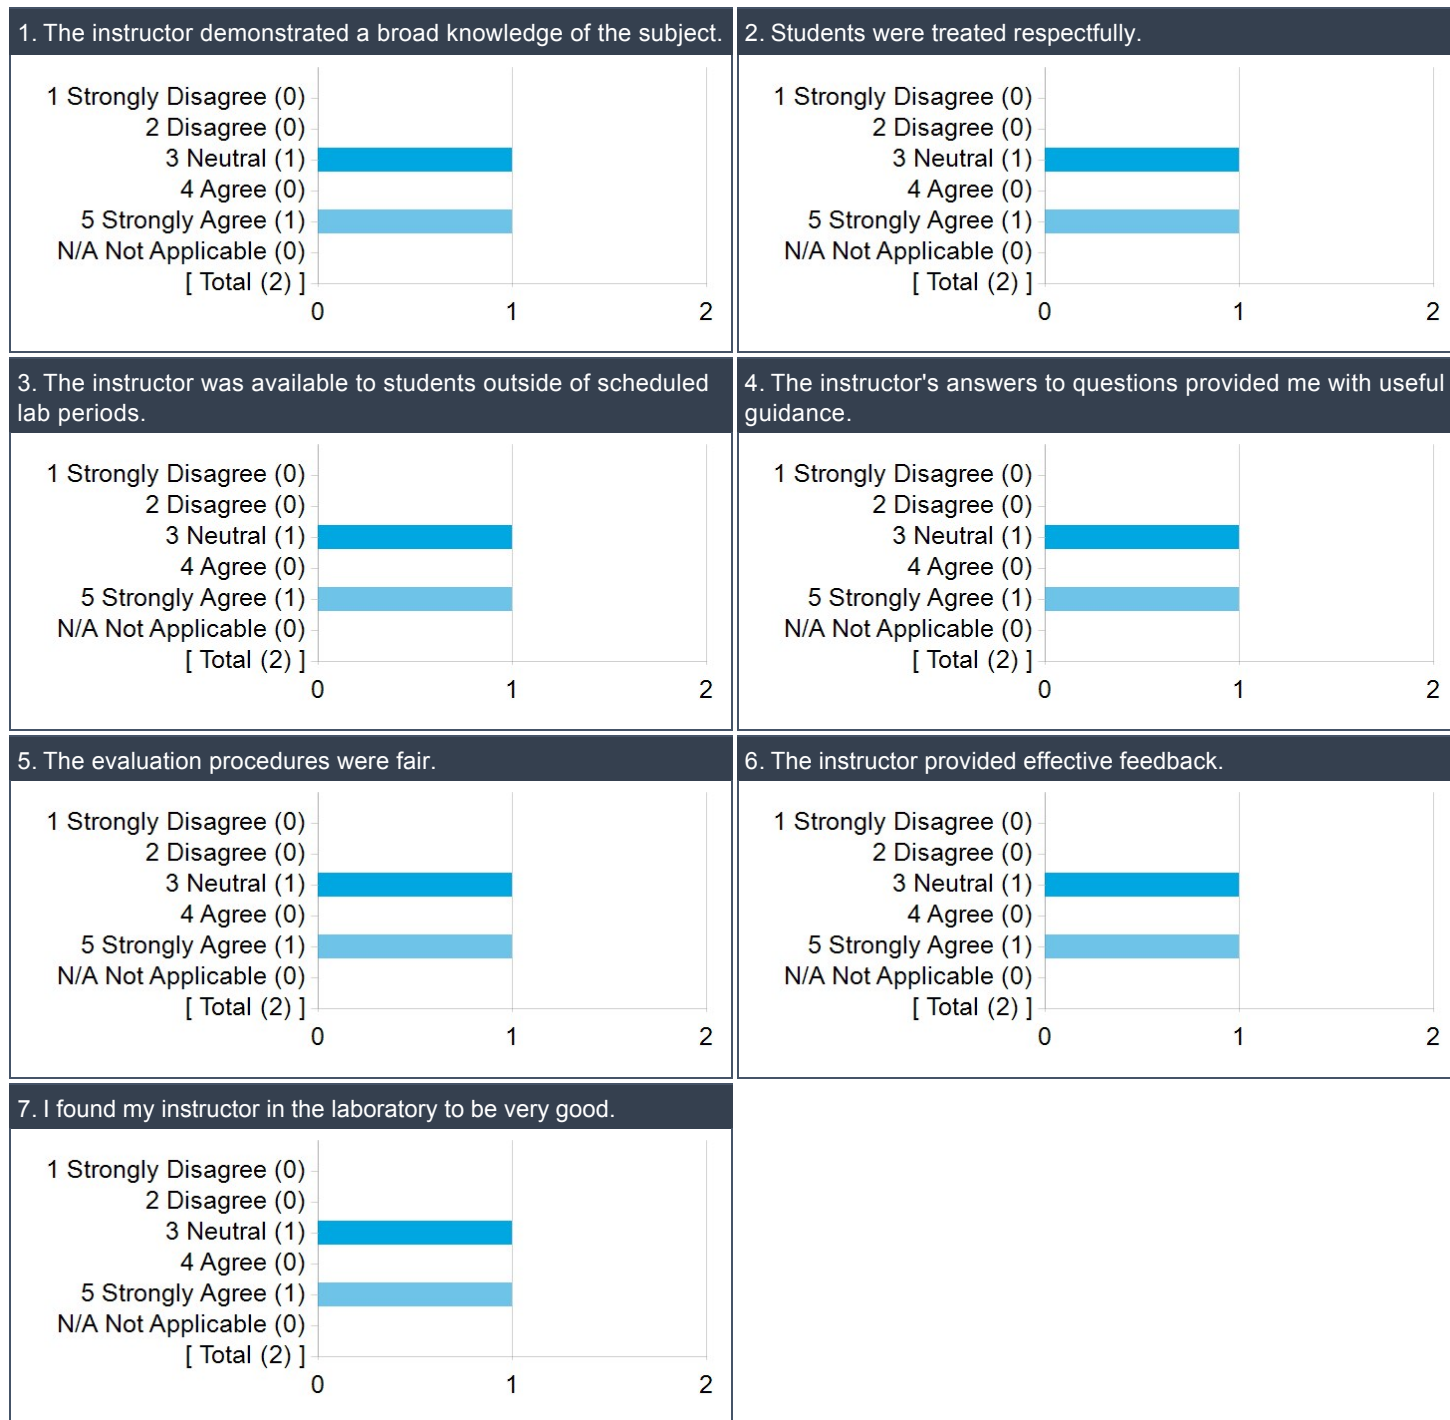 1. The instructor demonstrated a broad knowledge of the subject.
1 Strongly Disagree (0)
2 Disagree (0)
3 Neutral (1)
4 Agree (0)
5 Strongly Agree (1)
N/A Not Applicable (0)
[ Total (2) ]
0 1 2
2. Students were treated respectfully.
1 Strongly Disagree (0)
2 Disagree (0)
3 Neutral (1)
4 Agree (0)
5 Strongly Agree (1)
N/A Not Applicable (0)
[ Total (2) ]
0 1 2
3. The instructor was available to students outside of scheduled
lab periods.
1 Strongly Disagree (0)
2 Disagree (0)
3 Neutral (1)
4 Agree (0)
5 Strongly Agree (1)
N/A Not Applicable (0)
[ Total (2) ]
0 1 2
4. The instructor's answers to questions provided me with useful
guidance.
1 Strongly Disagree (0)
2 Disagree (0)
3 Neutral (1)
4 Agree (0)
5 Strongly Agree (1)
N/A Not Applicable (0)
[ Total (2) ]
0 1 2
5. The evaluation procedures were fair.
1 Strongly Disagree (0)
2 Disagree (0)
3 Neutral (1)
4 Agree (0)
5 Strongly Agree (1)
N/A Not Applicable (0)
[ Total (2) ]
0 1 2
6. The instructor provided effective feedback.
1 Strongly Disagree (0)
2 Disagree (0)
3 Neutral (1)
4 Agree (0)
5 Strongly Agree (1)
N/A Not Applicable (0)
[ Total (2) ]
0 1 2
7. I found my instructor in the laboratory to be very good.
1 Strongly Disagree (0)
2 Disagree (0)
3 Neutral (1)
4 Agree (0)
5 Strongly Agree (1)
N/A Not Applicable (0)
[ Total (2) ]
0 1 2